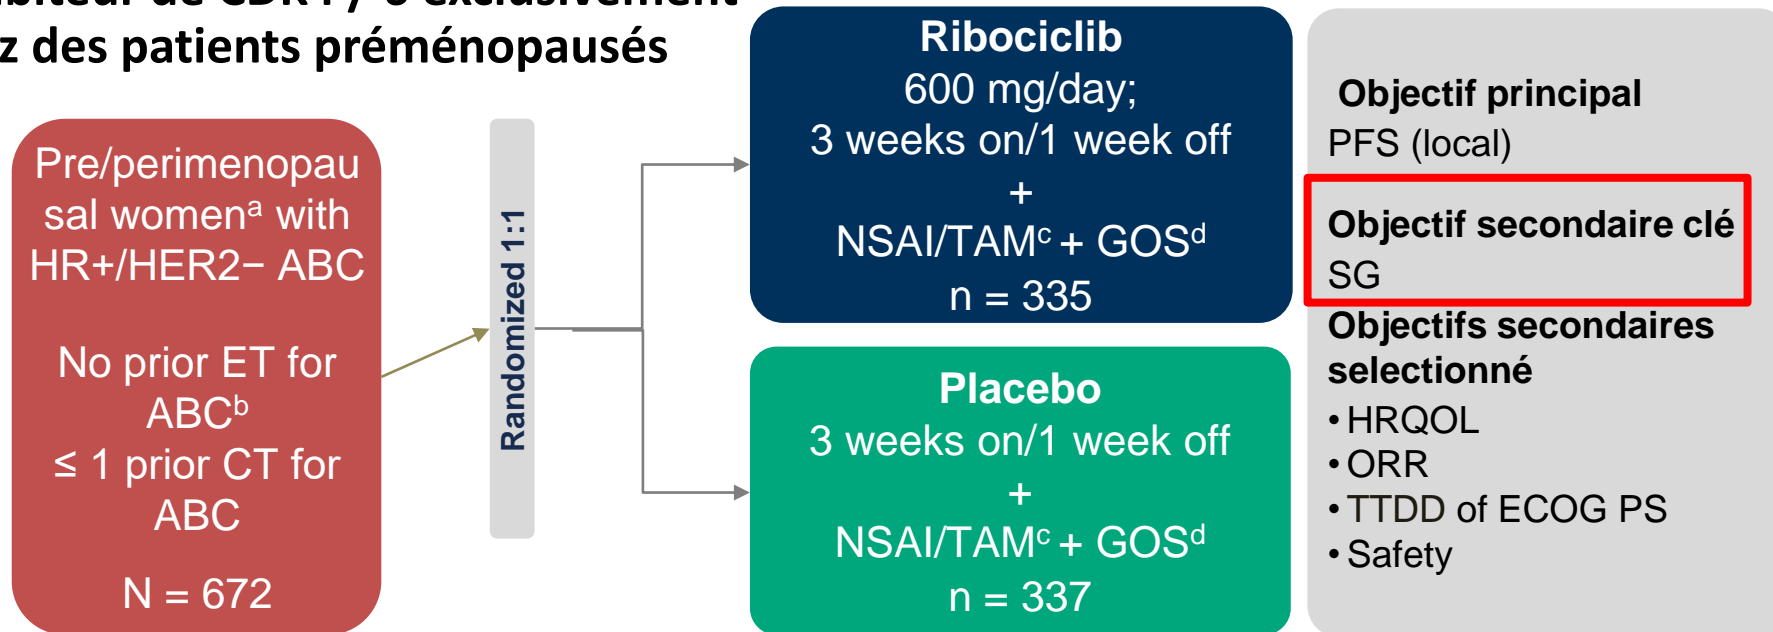 z des patients préménopausés
Pre/perimenopau
sal womenᵃ with
HR+/HER2− ABC
No prior ET for
ABCᵇ
≤ 1 prior CT for
ABC
N = 672
Randomized 1:1
Ribociclib
600 mg/day;
3 weeks on/1 week off
+
NSAI/TAMᶜ + GOSᵈ
n = 335
Placebo
3 weeks on/1 week off
+
NSAI/TAMᶜ + GOSᵈ
n = 337
Objectif principal
PFS (local)
Objectif secondaire clé
SG
Objectifs secondaires
selectionné
• HRQOL
• ORR
• TTDD of ECOG PS
• Safety